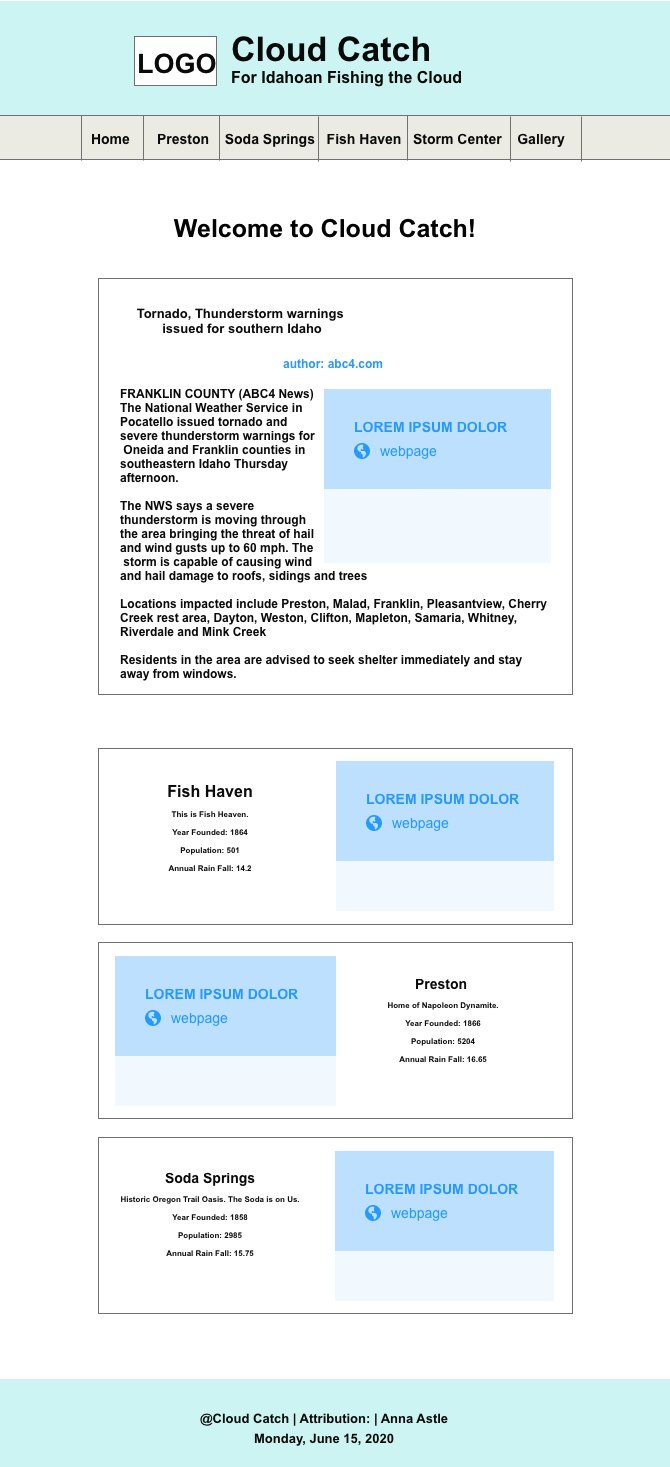 LOGO
Cloud Catch
For Idahoan Fishing the Cloud
Home Preston Soda Springs Fish Haven Storm Center Gallery
Welcome to Cloud Catch!
Tornado, Thunderstorm warnings
issued for southern Idaho
author: abc4.com
FRANKLIN COUNTY (ABC4 News)
The National Weather Service in
Pocatello issued tornado and
severe thunderstorm warnings for
Oneida and Franklin counties in
southeastern Idaho Thursday
afternoon.
LOREM IPSUM DOLOR
webpage
The NWS says a severe
thunderstorm is moving through
the area bringing the threat of hail
and wind gusts up to 60 mph. The
storm is capable of causing wind
and hail damage to roofs, sidings and trees
Locations impacted include Preston, Malad, Franklin, Pleasantview, Cherry
Creek rest area, Dayton, Weston, Clifton, Mapleton, Samaria, Whitney,
Riverdale and Mink Creek
Residents in the area are advised to seek shelter immediately and stay
away from windows.
Fish Haven
This is Fish Heaven.
Year Founded: 1864
Population: 501
Annual Rain Fall: 14.2
LOREM IPSUM DOLOR
webpage
LOREM IPSUM DOLOR
webpage
Preston
Home of Napoleon Dynamite.
Year Founded: 1866
Population: 5204
Annual Rain Fall: 16.65
Soda Springs
Historic Oregon Trail Oasis. The Soda is on Us.
Year Founded: 1858
Population: 2985
Annual Rain Fall: 15.75
LOREM IPSUM DOLOR
webpage
@Cloud Catch | Attribution: | Anna Astle
Monday, June 15, 2020